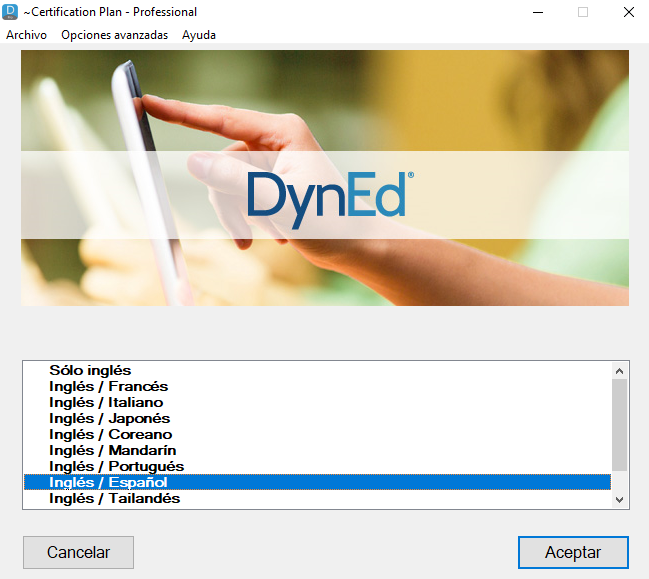 ~Certification Plan - Professional
Archivo Opciones avanzadas Ayuda
DynEd®
Sólo inglés
Inglés / Francés
Inglés / Italiano
Inglés / Japonés
Inglés / Coreano
Inglés / Mandarín
Inglés / Portugués
Inglés / Español
Inglés / Tailandés
Cancelar Aceptar